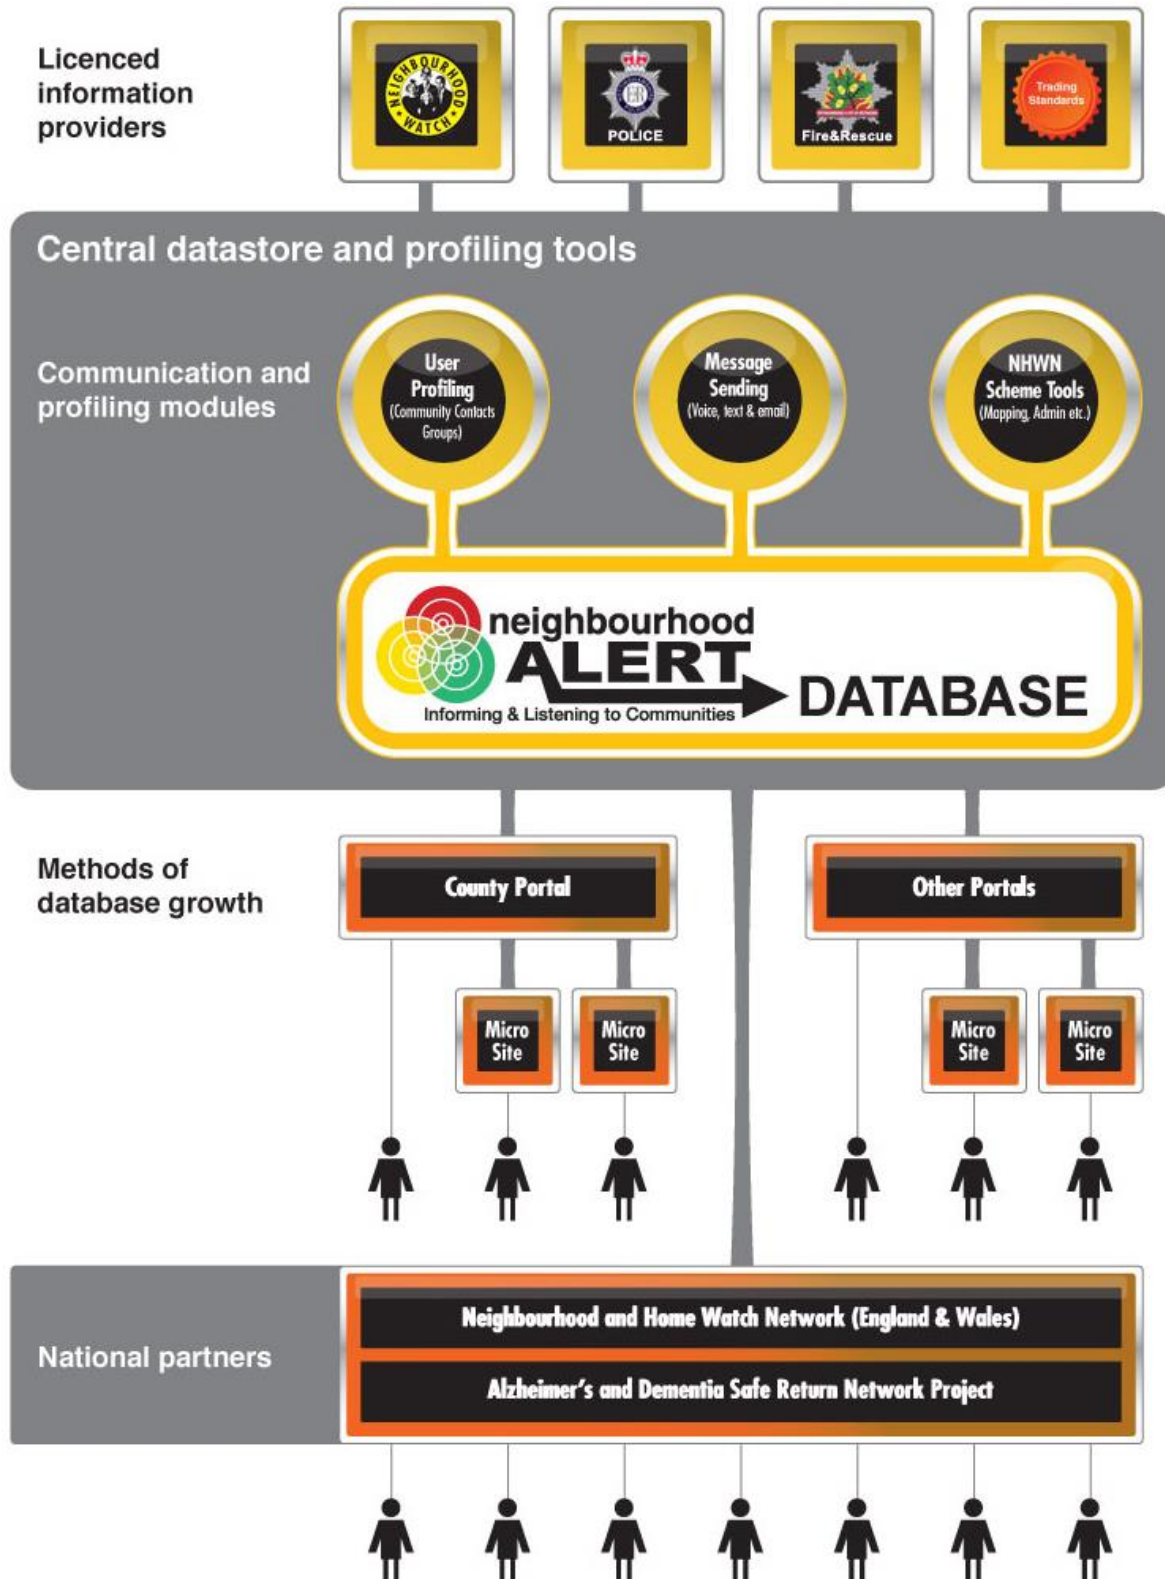 Licenced
information
providers
NEIGHBOURHOOD
WATCH
POLICE
Fire&Rescue
Trading
Standards
Central datastore and profiling tools
Communication and
profiling modules
User
Profiling
(Community Contacts
Groups)
Message
Sending
(Voice, text & email)
NHWN
Scheme Tools
(Mapping, Admin etc.)
neighbourhood
ALERT
Informing & Listening to Communities
DATABASE
Methods of
database growth
County Portal
Other Portals
Micro
Site
Micro
Site
Micro
Site
Micro
Site
National partners
Neighbourhood and Home Watch Network (England & Wales)
Alzheimer's and Dementia Safe Return Network Project